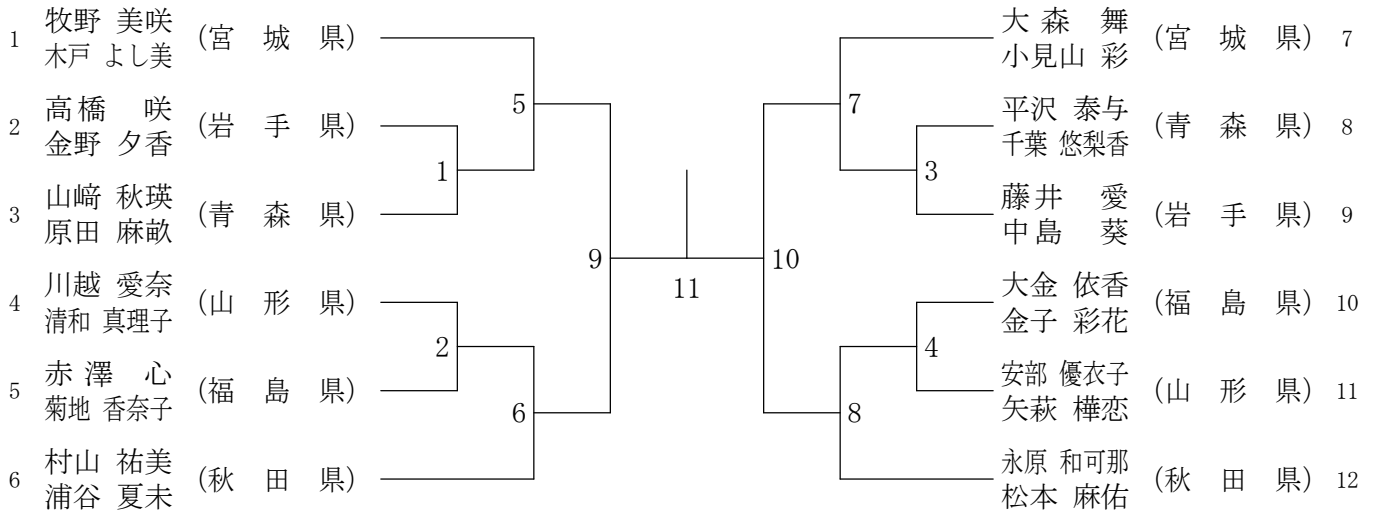 1 牧野 美咲 (宮 城 県)
木戸 よし美
2 高橋 咲 (岩 手 県)
金野 夕香
3 山﨑 秋瑛 (青 森 県)
原田 麻畝
4 川越 愛奈 (山 形 県)
清和 真理子
5 赤澤 心 (福 島 県)
菊地 香奈子
6 村山 祐美 (秋 田 県)
浦谷 夏未
5
1
2
6
9
11
10
7
3
4
8
大森 舞 (宮 城 県) 7
小見山 彩
平沢 泰与 (青 森 県) 8
千葉 悠梨香
藤井 愛 (岩 手 県) 9
中島 葵
大金 依香 (福 島 県) 10
金子 彩花
安部 優衣子 (山 形 県) 11
矢萩 樺恋
永原 和可那 (秋 田 県) 12
松本 麻佑